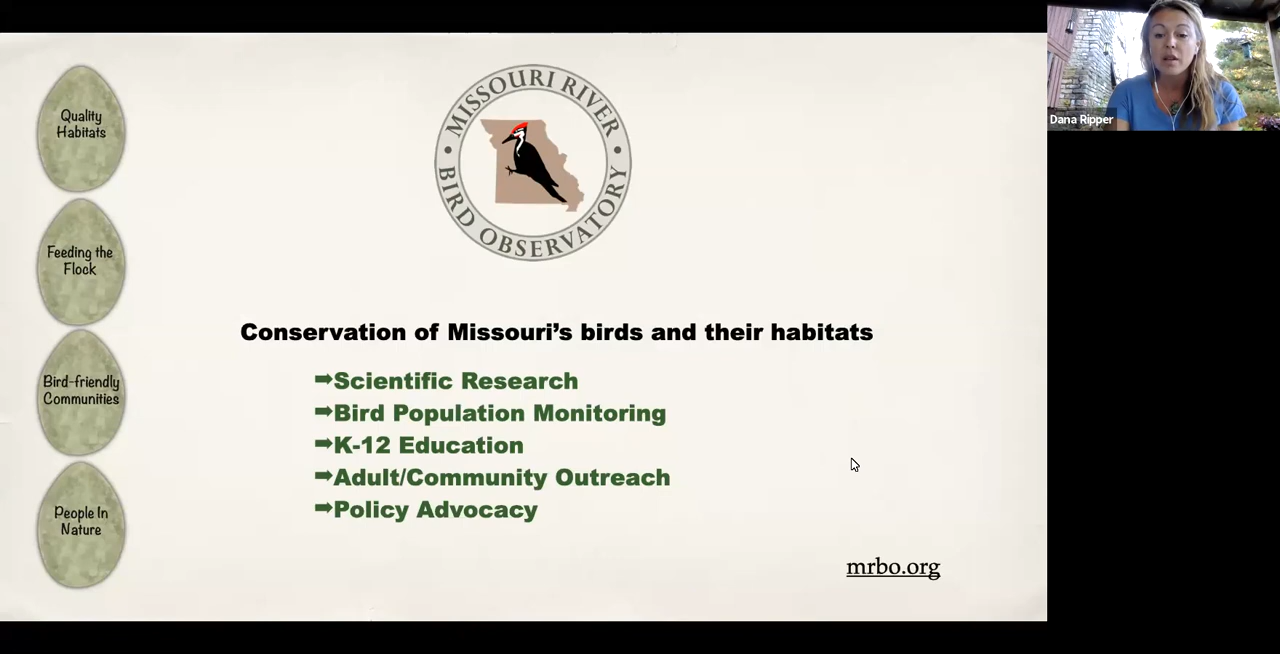 MISSOURI RIVER
BIRD OBSERVATORY
Dana Ripper
Quality
Habitats
Feeding the
Flock
Bird-friendly
Communities
People In
Nature
Conservation of Missouri's birds and their habitats
➡Scientific Research
➡Bird Population Monitoring
➡K-12 Education
➡Adult/Community Outreach
➡Policy Advocacy
mrbo.org